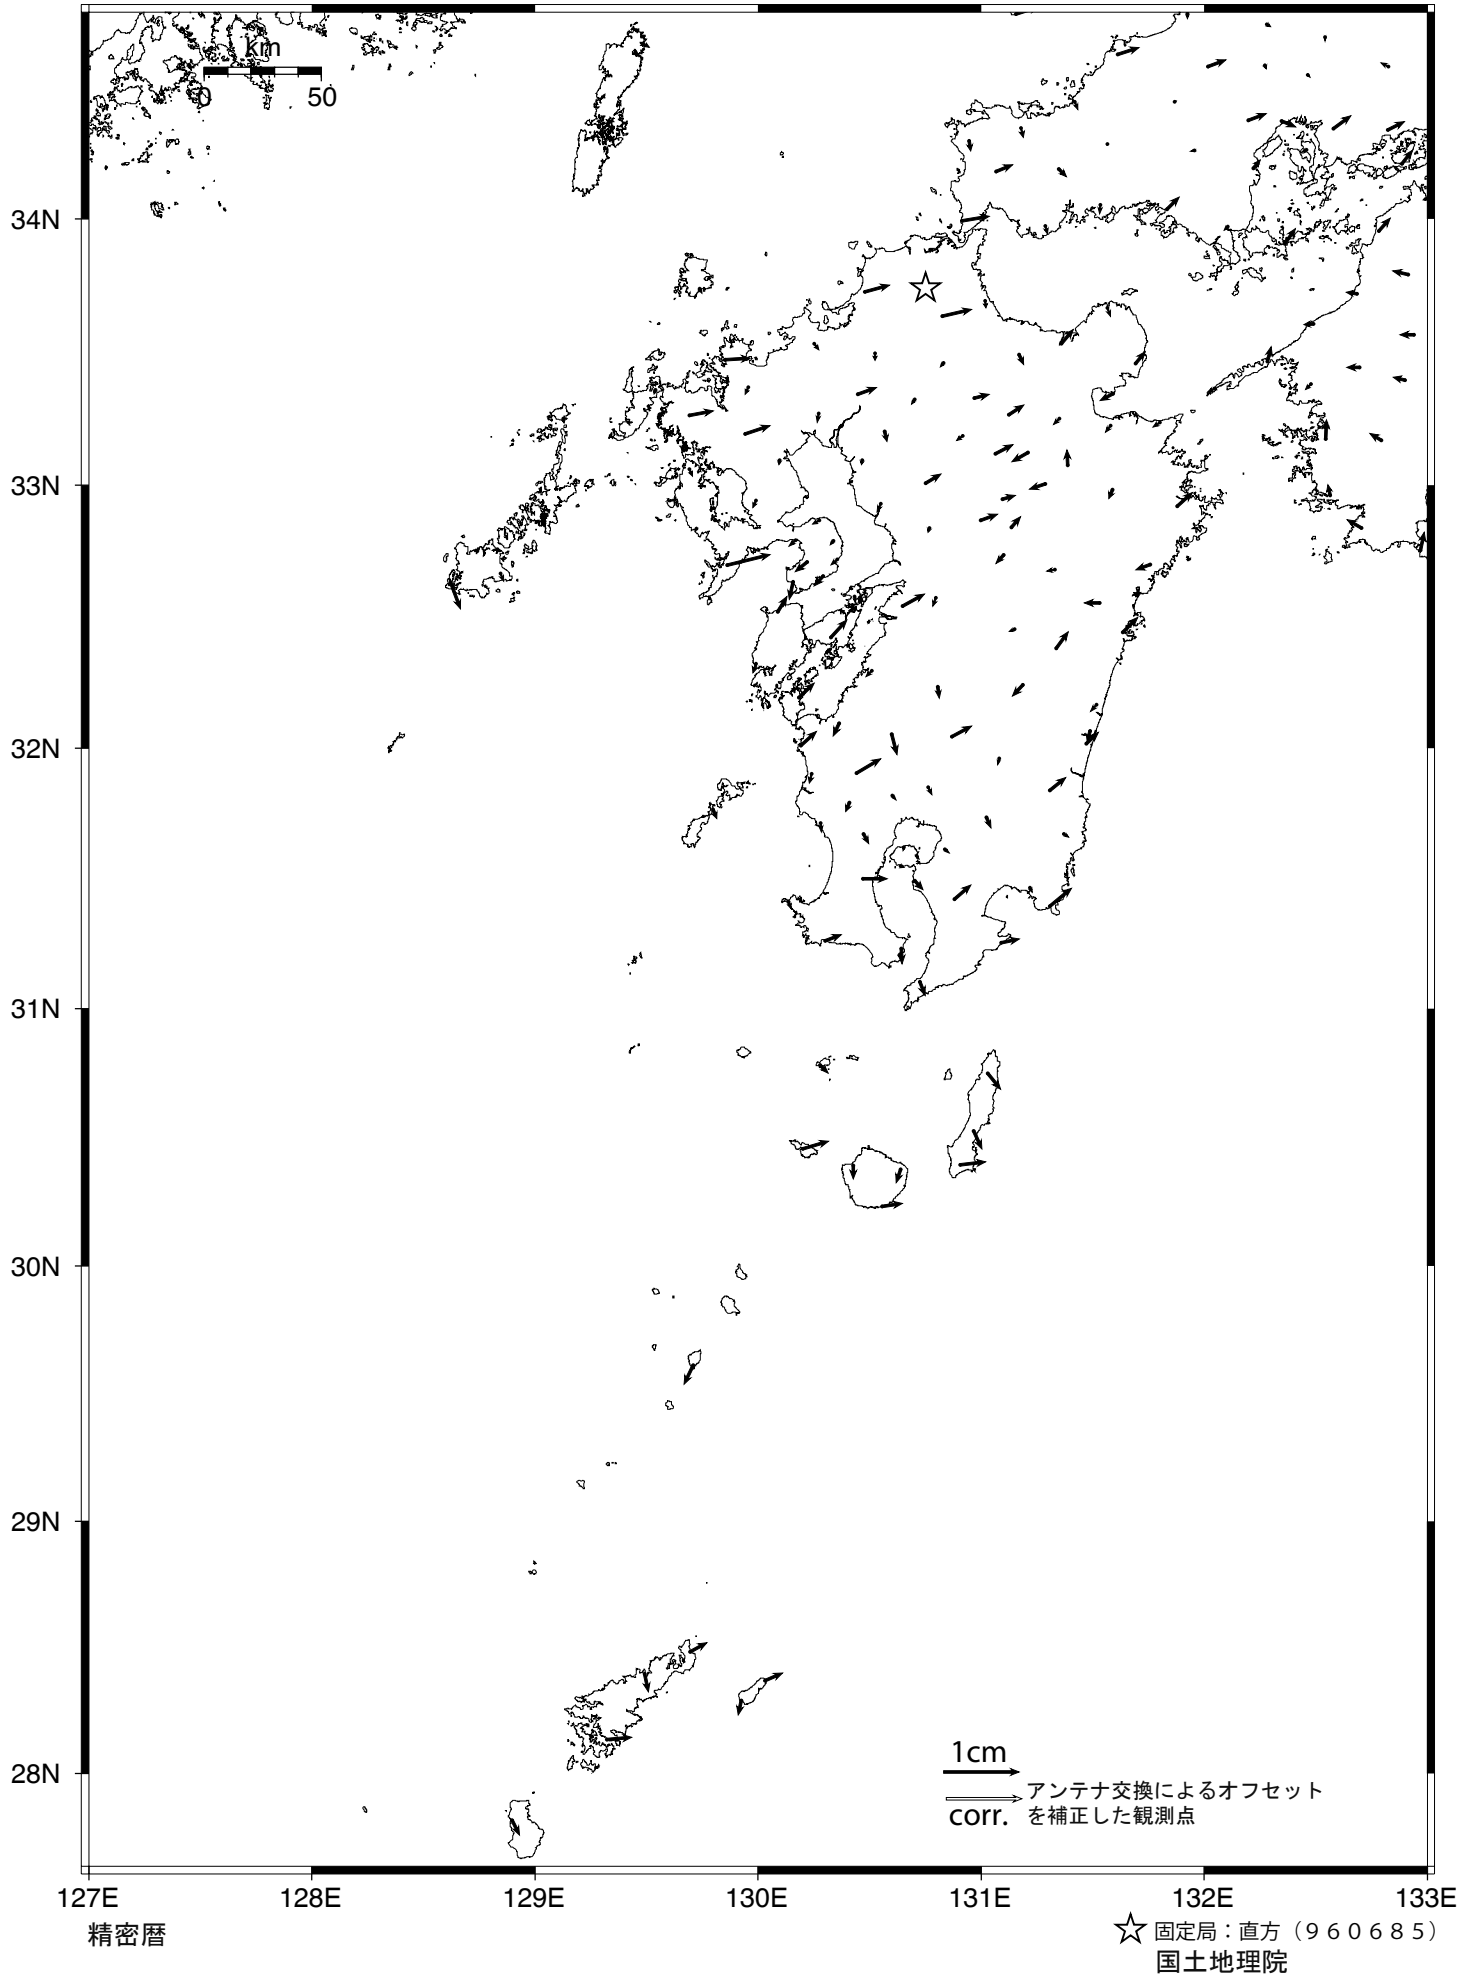 km
0 50
34N
33N
32N
31N
30N
29N
28N
1cm
アンテナ交換によるオフセット
corr. を補正した観測点
127E 128E 129E 130E 131E 132E 133E
精密暦
☆ 固定局：直方（９６０６８５）
国土地理院